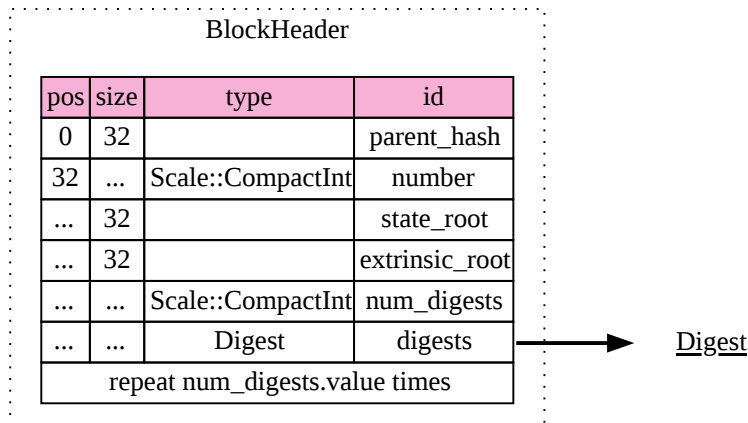 BlockHeader
pos size type id
0 32 parent_hash
32 ... Scale::CompactInt number
... 32 state_root
... 32 extrinsic_root
... ... Scale::CompactInt num_digests
... ... Digest digests Digest
repeat num_digests.value times